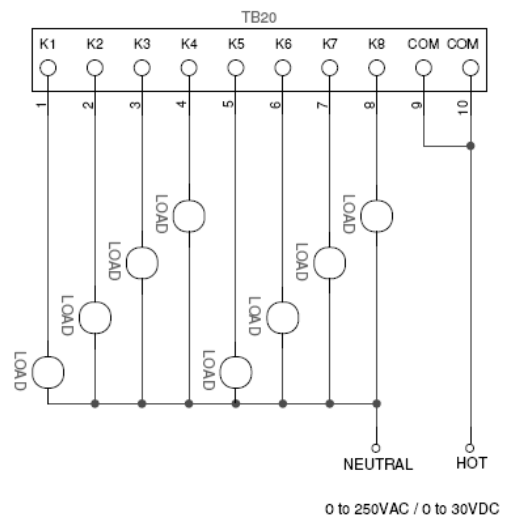 TB20
K1 K2 K3 K4 K5 K6 K7 K8 COM COM
1 2 3 4 5 6 7 8 9 10
LOAD
LOAD
LOAD
LOAD
LOAD
LOAD
LOAD
LOAD
NEUTRAL HOT
0 to 250VAC / 0 to 30VDC